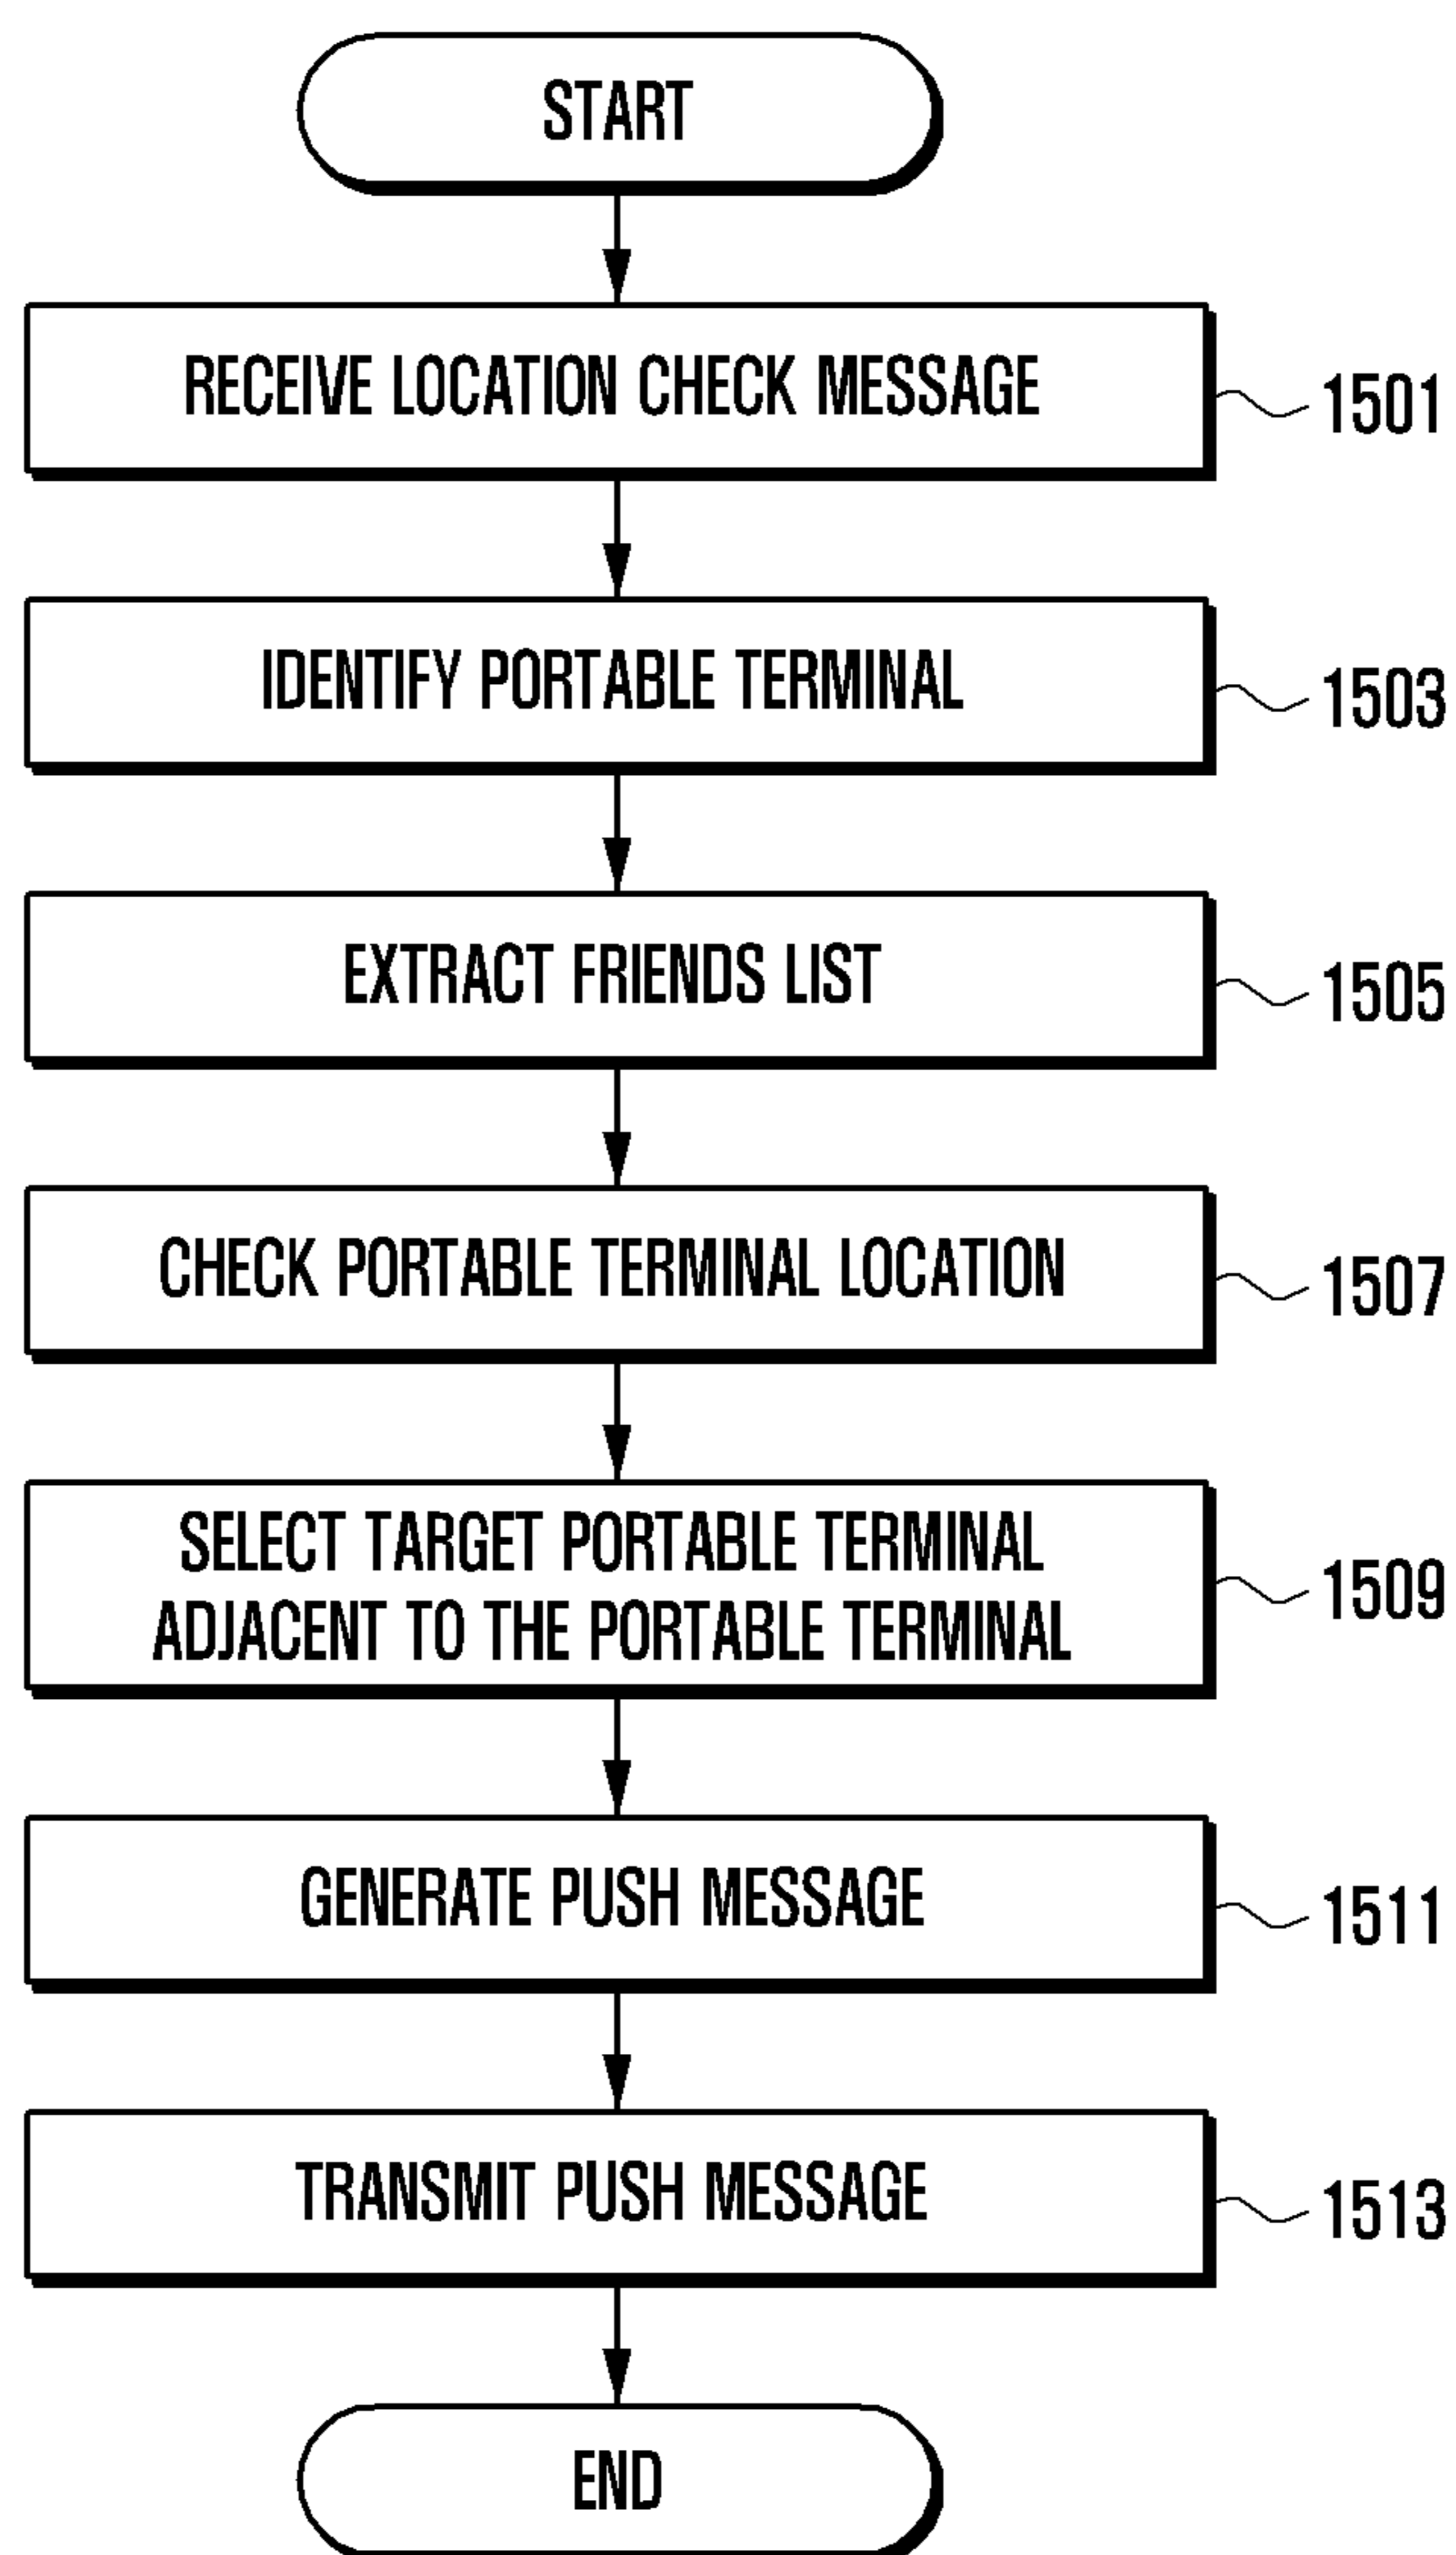 START
RECEIVE LOCATION CHECK MESSAGE
1501
IDENTIFY PORTABLE TERMINAL
1503
EXTRACT FRIENDS LIST
1505
CHECK PORTABLE TERMINAL LOCATION
1507
SELECT TARGET PORTABLE TERMINAL
ADJACENT TO THE PORTABLE TERMINAL
1509
GENERATE PUSH MESSAGE
1511
TRANSMIT PUSH MESSAGE
1513
END